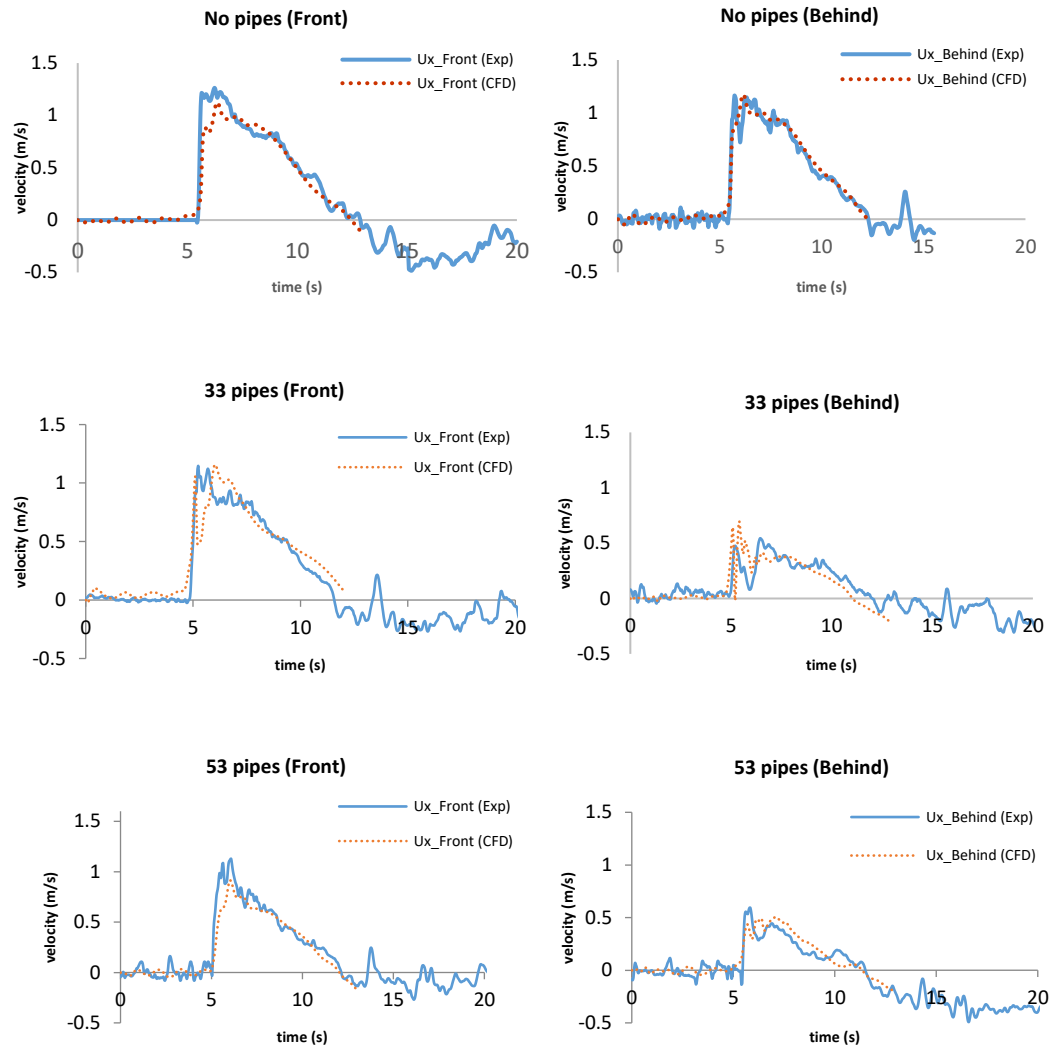 No pipes (Front)
Ux_Front (Exp)
Ux_Front (CFD)
1.5
1
0.5
0
-0.5
0
5
10
15
20
velocity (m/s)
time (s)
No pipes (Behind)
Ux_Behind (Exp)
Ux_Behind (CFD)
1.5
1
0.5
0
-0.5
0
5
10
15
20
velocity (m/s)
time (s)
33 pipes (Front)
Ux_Front (Exp)
Ux_Front (CFD)
1.5
1
0.5
0
-0.5
0
5
10
15
20
velocity (m/s)
time (s)
33 pipes (Behind)
Ux_Behind (Exp)
Ux_Behind (CFD)
1.5
1
0.5
0
-0.5
0
5
10
15
20
velocity (m/s)
time (s)
53 pipes (Front)
Ux_Front (Exp)
Ux_Front (CFD)
1.5
1
0.5
0
-0.5
0
5
10
15
20
velocity (m/s)
time (s)
53 pipes (Behind)
Ux_Behind (Exp)
Ux_Behind (CFD)
1.5
1
0.5
0
-0.5
0
5
10
15
20
velocity (m/s)
time (s)